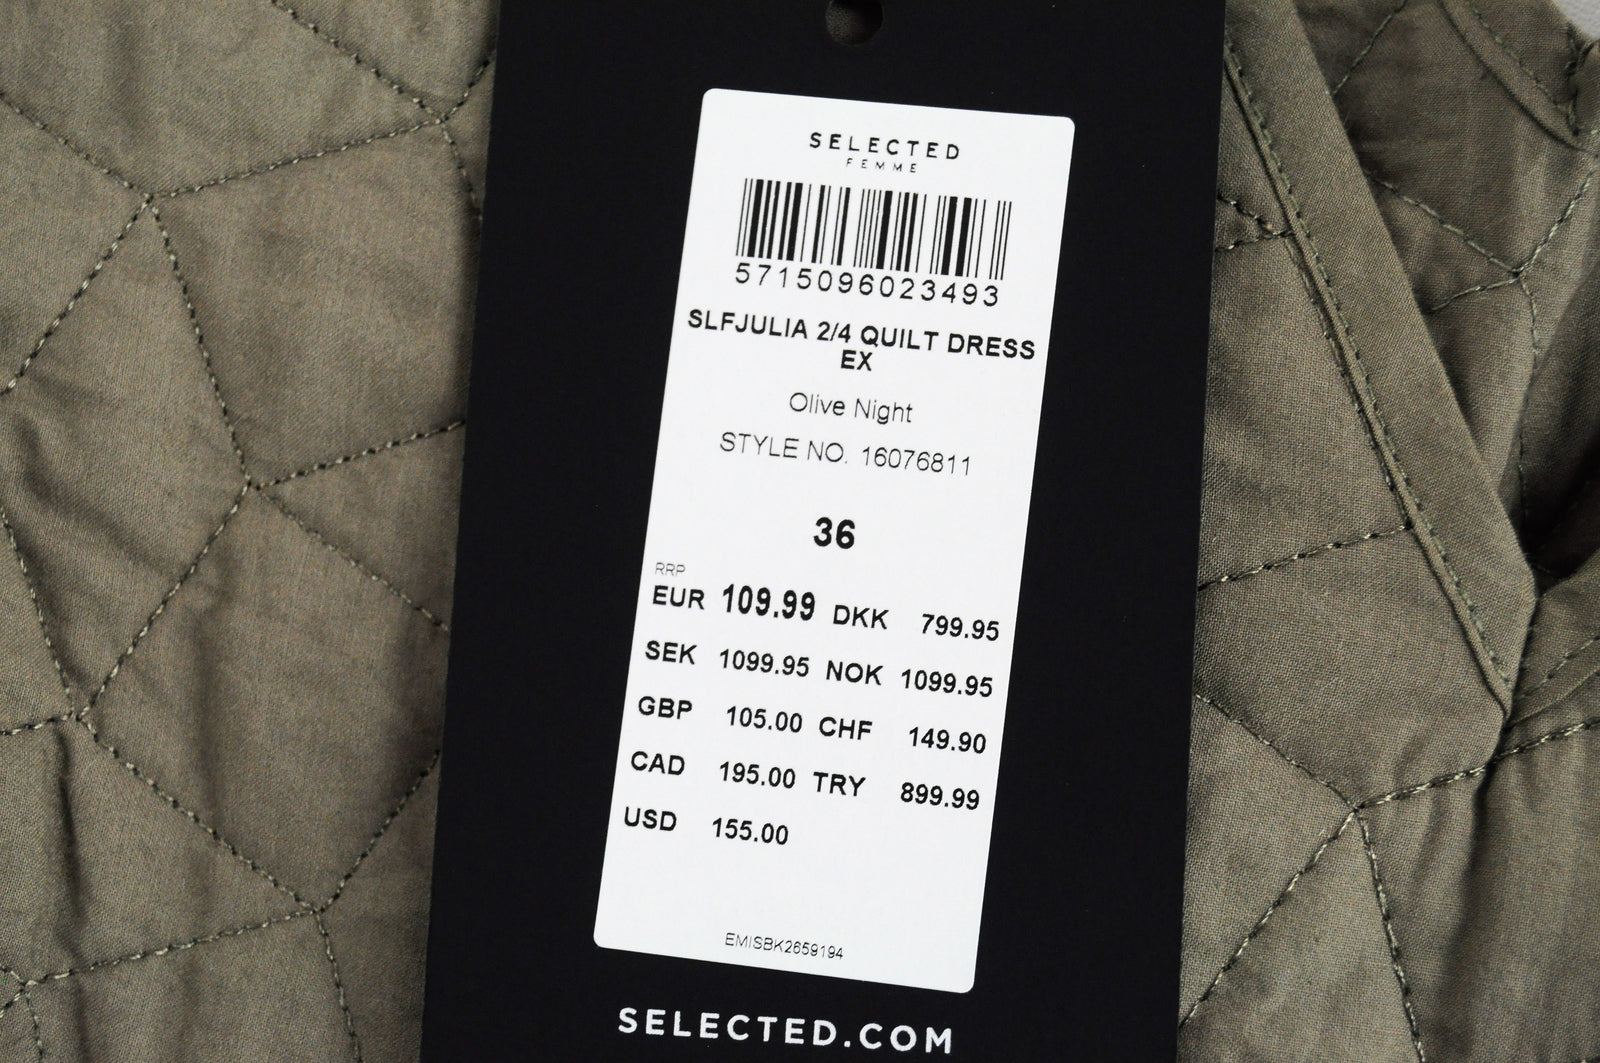 SELECTED
FEMME
5715096023493
SLFJULIA 2/4 QUILT DRESS
EX
Olive Night
STYLE NO. 16076811
36
RRP
EUR 109.99 DKK 799.95
SEK 1099.95 NOK 1099.95
GBP 105.00 CHF 149.90
CAD 195.00 TRY 899.99
USD 155.00
EMISBK2659194
SELECTED.COM